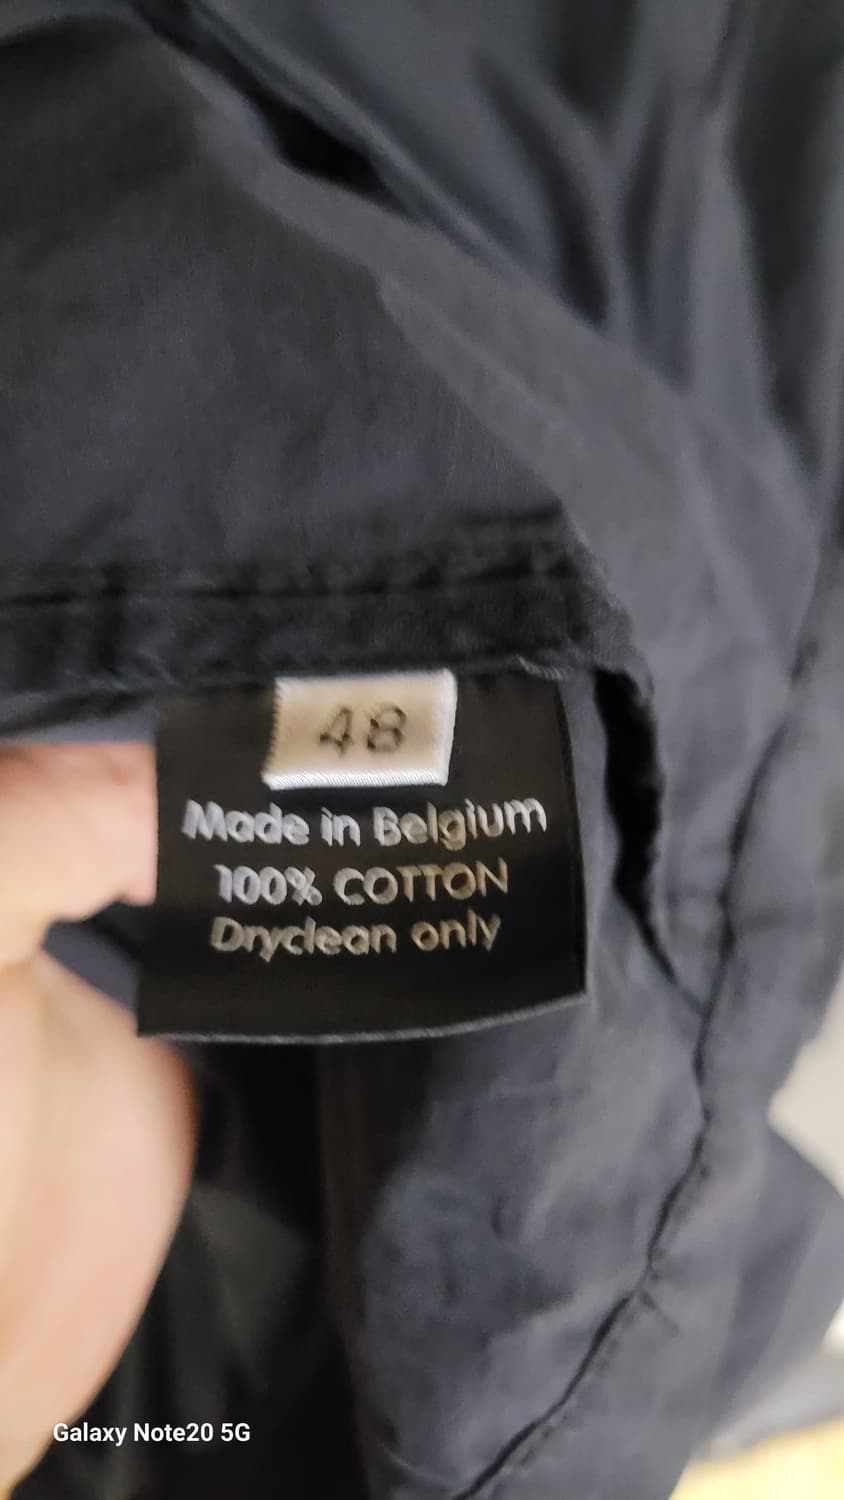 48
Made in Belgium
100% COTTON
Dryclean only
Galaxy Note20 5G